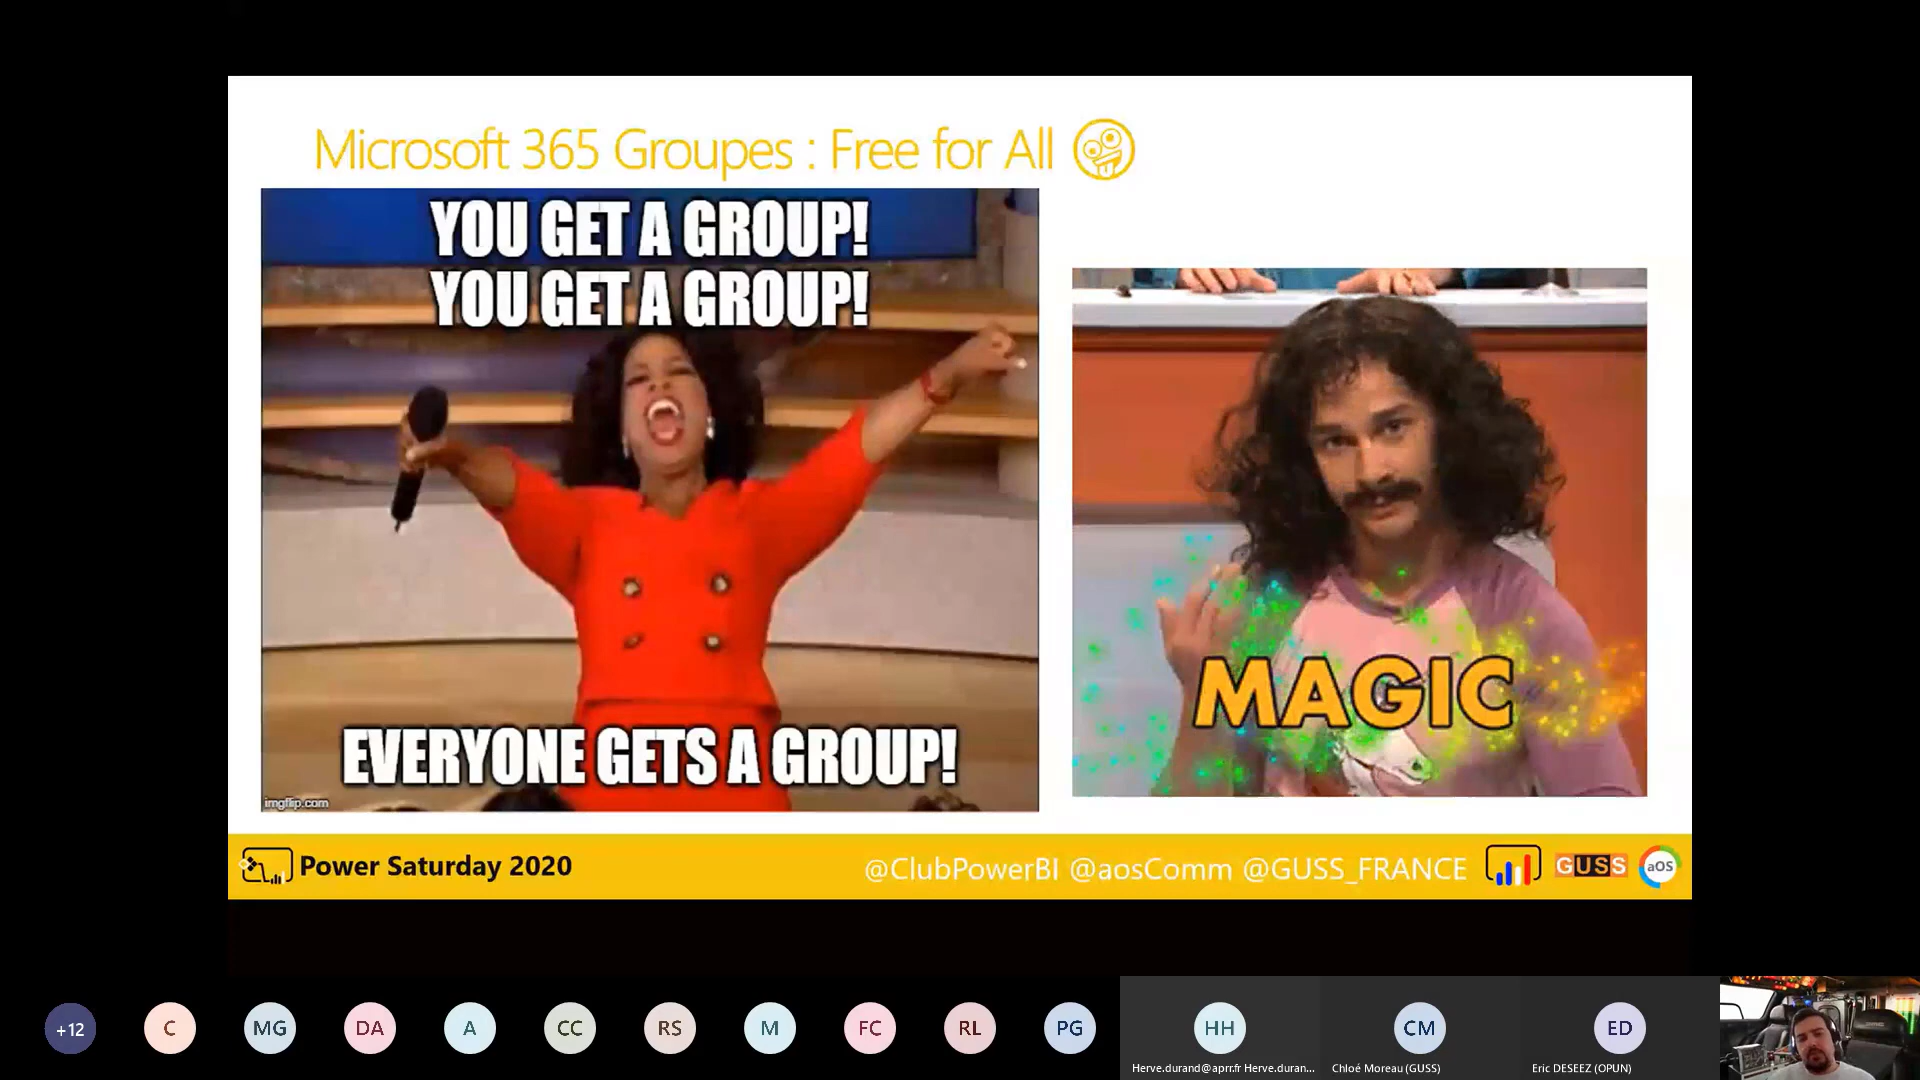 Microsoft 365 Groupes : Free for All
YOU GET A GROUP!
YOU GET A GROUP!
EVERYONE GETS A GROUP!
imgflip.com
MAGIC
Power Saturday 2020
@ClubPowerBI @aosComm @GUSS_FRANCE
GUSS
aOS
+12
C
MG
DA
A
CC
RS
M
FC
RL
PG
HH
CM
ED
Herve.durand@aprr.fr Herve.duran...
Chloé Moreau (GUSS)
Eric DESEEZ (OPUN)